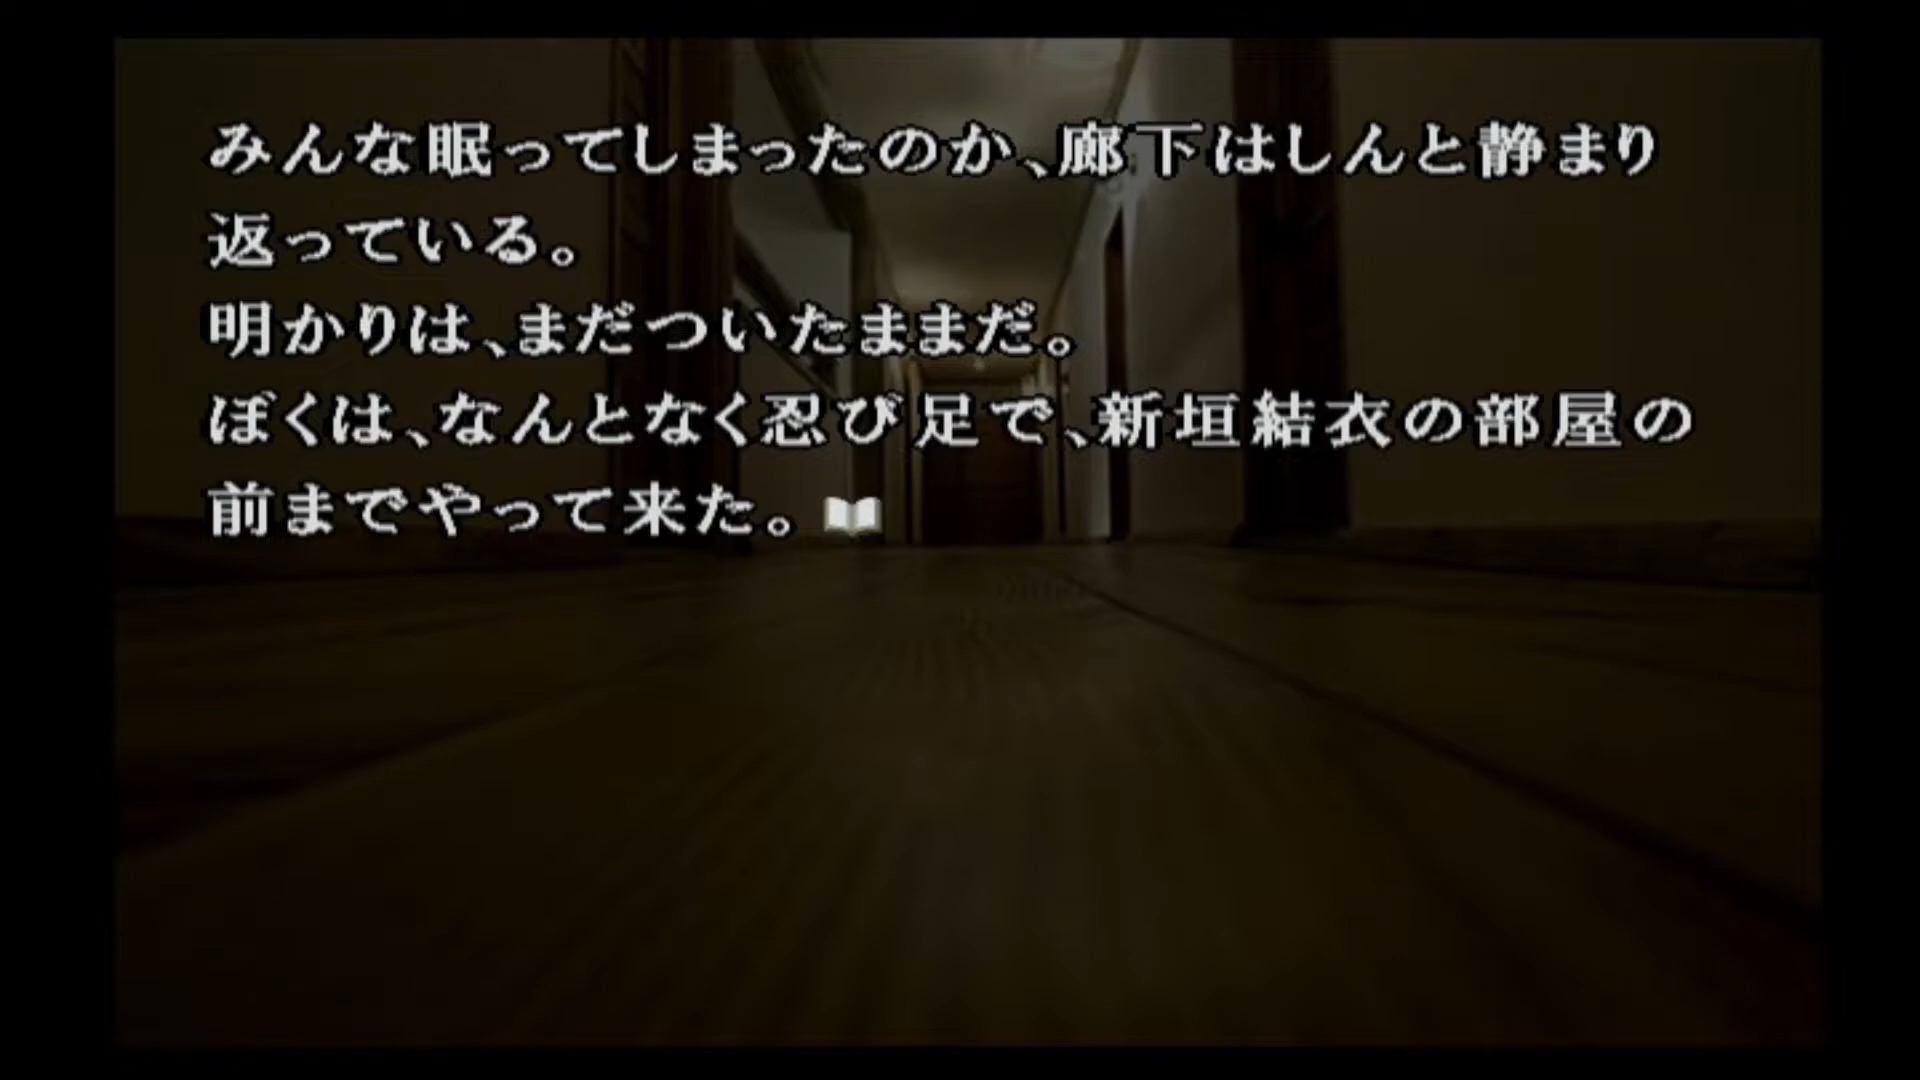 みんな眠ってしまったのか、廊下はしんと静まり
返っている。
明かりは、まだついたままだ。
ぼくは、なんとなく忍び足で、新垣結衣の部屋の
前までやって来た。